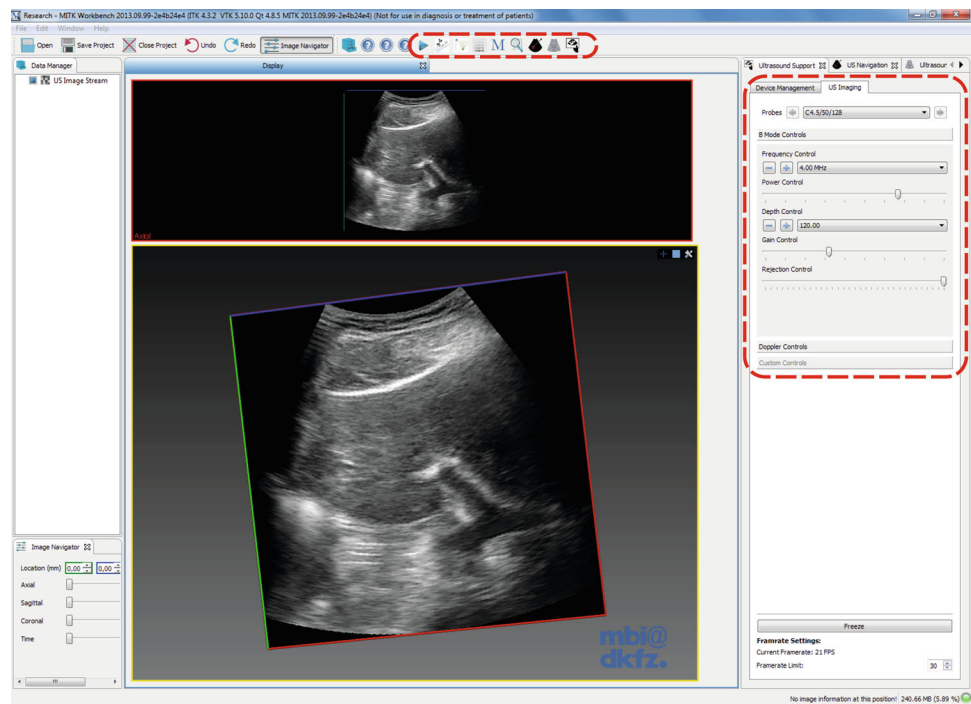 Research - MITK Workbench 2013.09.99-2e4b24e4 (ITK 4.3.2 VTK 5.10.0 Qt 4.8.5 MITK 2013.09.99-2e4b24e4) (Not for use in diagnosis or treatment of patients)
File Edit Window Help
Open Save Project Close Project Undo Redo Image Navigator M
Data Manager
US Image Stream
Display
Axial
mbi@
dkfz.
Image Navigator
Location (mm) 0,00 0,00
Axial
Sagittal
Coronal
Time
Ultrasound Support US Navigation Ultrasour
Device Management US Imaging
Probes C4.5/50/128
B Mode Controls
Frequency Control
4.00 MHz
Power Control
Depth Control
120.00
Gain Control
Rejection Control
Doppler Controls
Custom Controls
Freeze
Framrate Settings:
Current Framerate: 21 FPS
Framerate Limit: 30
No image information at this position! 240.66 MB (5.89 %)